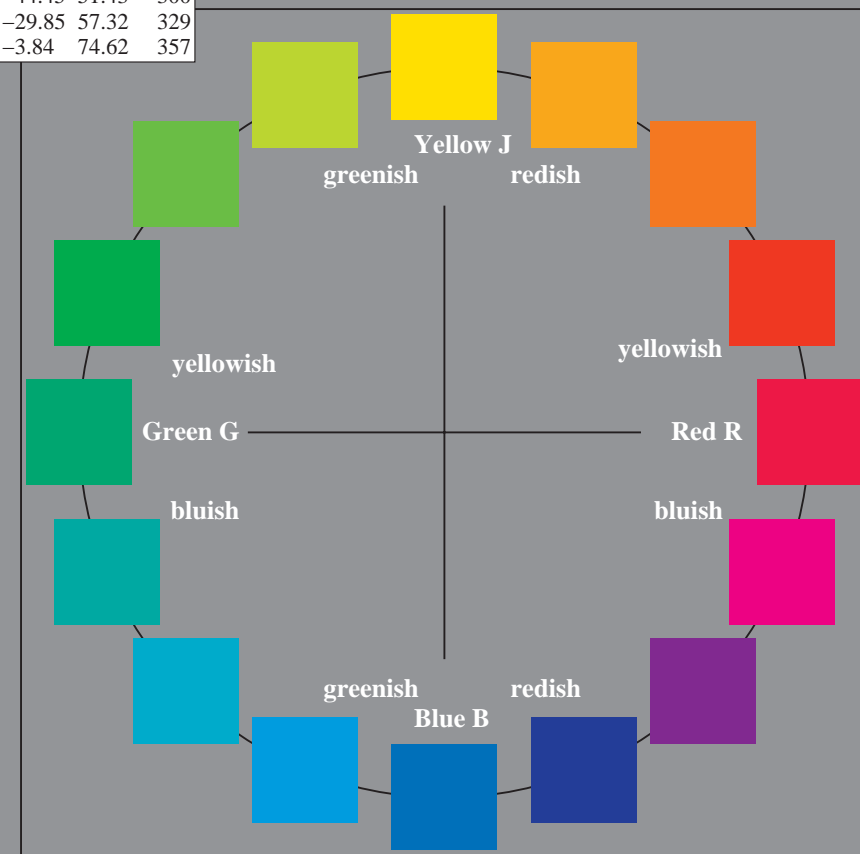 −29.85 57.32 329
−3.84 74.62 357
Yellow J
greenish redish
yellowish
yellowish
Green G
Red R
bluish
bluish
greenish redish
Blue B